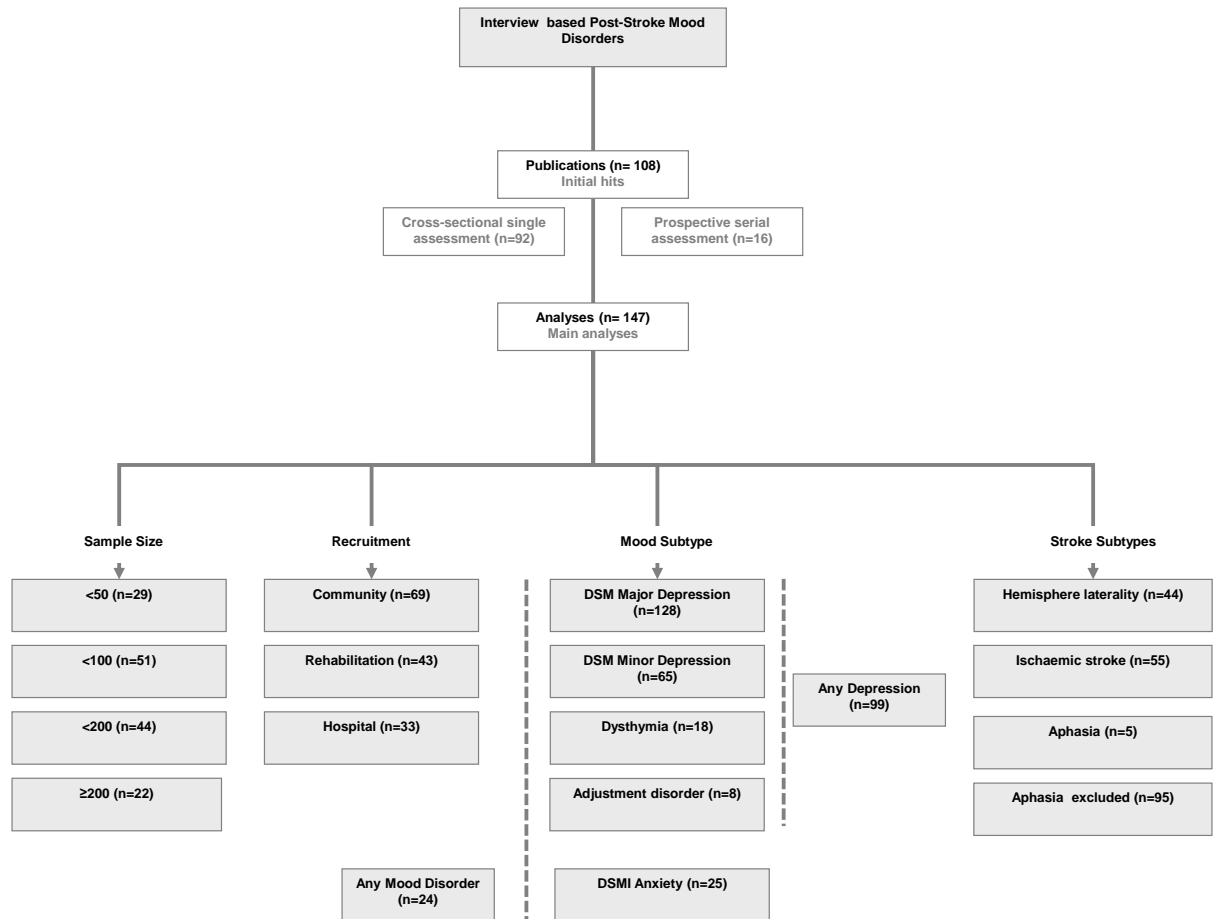 Interview based Post-Stroke Mood
Disorders
Publications (n= 108)
Initial hits
Cross-sectional single
assessment (n=92)
Prospective serial
assessment (n=16)
Analyses (n= 147)
Main analyses
Sample Size
<50 (n=29)
<100 (n=51)
<200 (n=44)
≥200 (n=22)
Recruitment
Community (n=69)
Rehabilitation (n=43)
Hospital (n=33)
Any Mood Disorder
(n=24)
Mood Subtype
DSM Major Depression
(n=128)
DSM Minor Depression
(n=65)
Dysthymia (n=18)
Adjustment disorder (n=8)
DSMI Anxiety (n=25)
Any Depression
(n=99)
Stroke Subtypes
Hemisphere laterality (n=44)
Ischaemic stroke (n=55)
Aphasia (n=5)
Aphasia excluded (n=95)